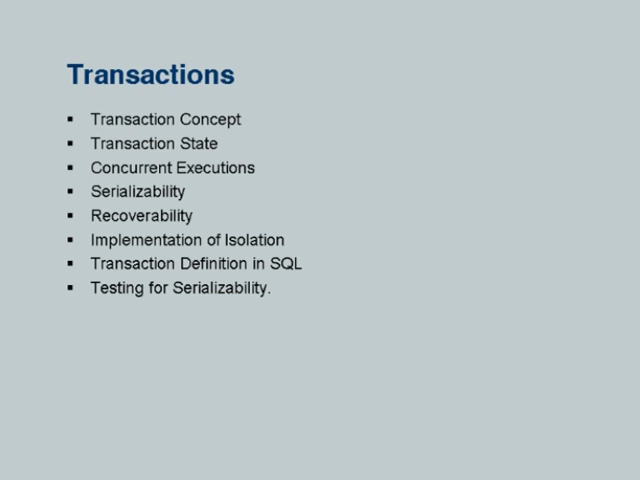 Transactions
▪ Transaction Concept
▪ Transaction State
▪ Concurrent Executions
▪ Serializability
▪ Recoverability
▪ Implementation of Isolation
▪ Transaction Definition in SQL
▪ Testing for Serializability.